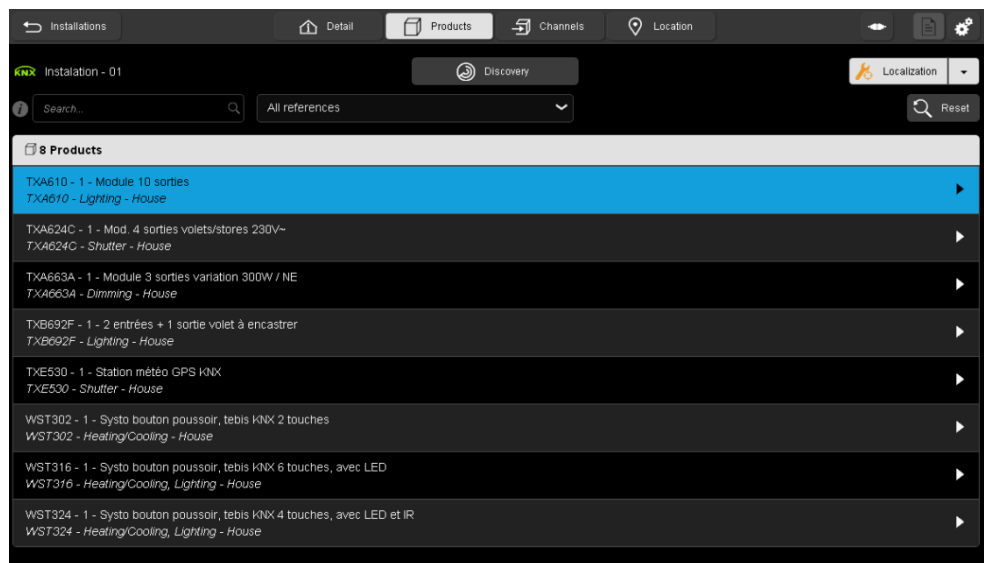 Installations
Detail
Products
Channels
Location
KNX Instalation - 01
Discovery
Localization
Search...
All references
Reset
8 Products
TXA610 - 1 - Module 10 sorties
TXA610 - Lighting - House
TXA624C - 1 - Mod. 4 sorties volets/stores 230V~
TXA624C - Shutter - House
TXA663A - 1 - Module 3 sorties variation 300W / NE
TXA663A - Dimming - House
TXB692F - 1 - 2 entrées + 1 sortie volet à encastrer
TXB692F - Lighting - House
TXE530 - 1 - Station météo GPS KNX
TXE530 - Shutter - House
WST302 - 1 - Systo bouton poussoir, tebis KNX 2 touches
WST302 - Heating/Cooling - House
WST316 - 1 - Systo bouton poussoir, tebis KNX 6 touches, avec LED
WST316 - Heating/Cooling, Lighting - House
WST324 - 1 - Systo bouton poussoir, tebis KNX 4 touches, avec LED et IR
WST324 - Heating/Cooling, Lighting - House